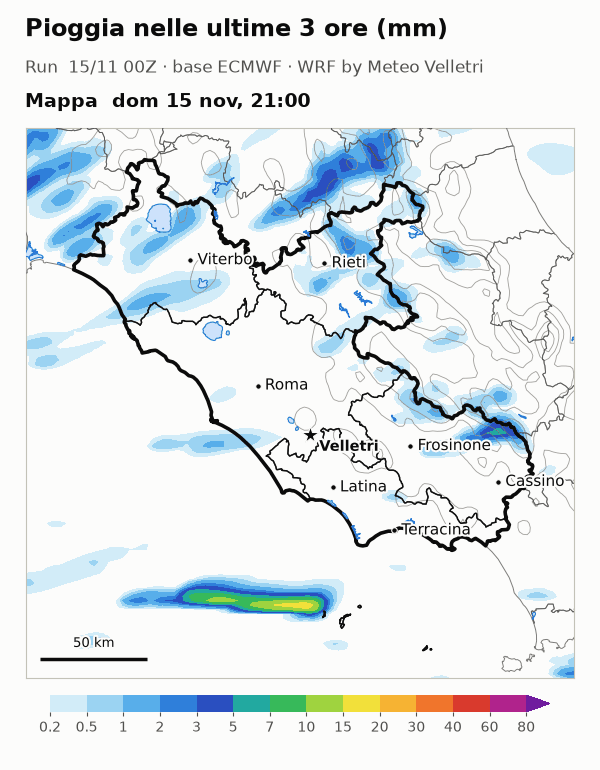 Pioggia nelle ultime 3 ore (mm)
Run  15/11 00Z · base ECMWF · WRF by Meteo Velletri
Mappa  dom 15 nov, 21:00
Viterbo
Rieti
Roma
Velletri
Frosinone
Latina
Cassino
Terracina
50 km
0.2 0.5 1 2 3 5 7 10 15 20 30 40 60 80